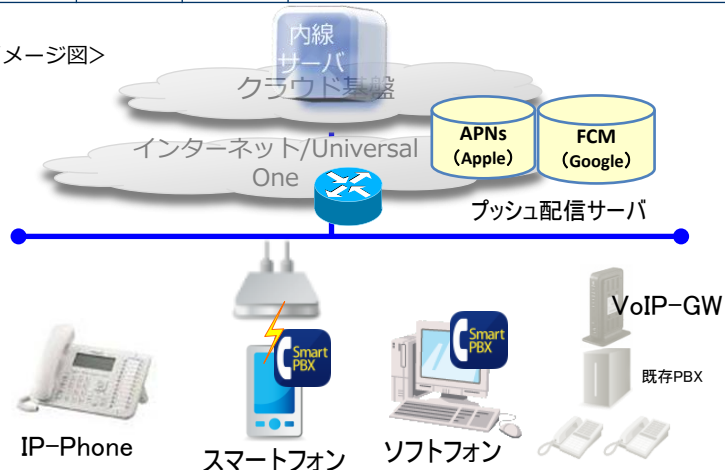 メージ図>
内線
サーバ
クラウド基盤
インターネット/Universal
One
APNs
（Apple）
FCM
（Google）
プッシュ配信サーバ
Smart
PBX
Smart
PBX
VoIP-GW
既存PBX
IP-Phone
スマートフォン
ソフトフォン